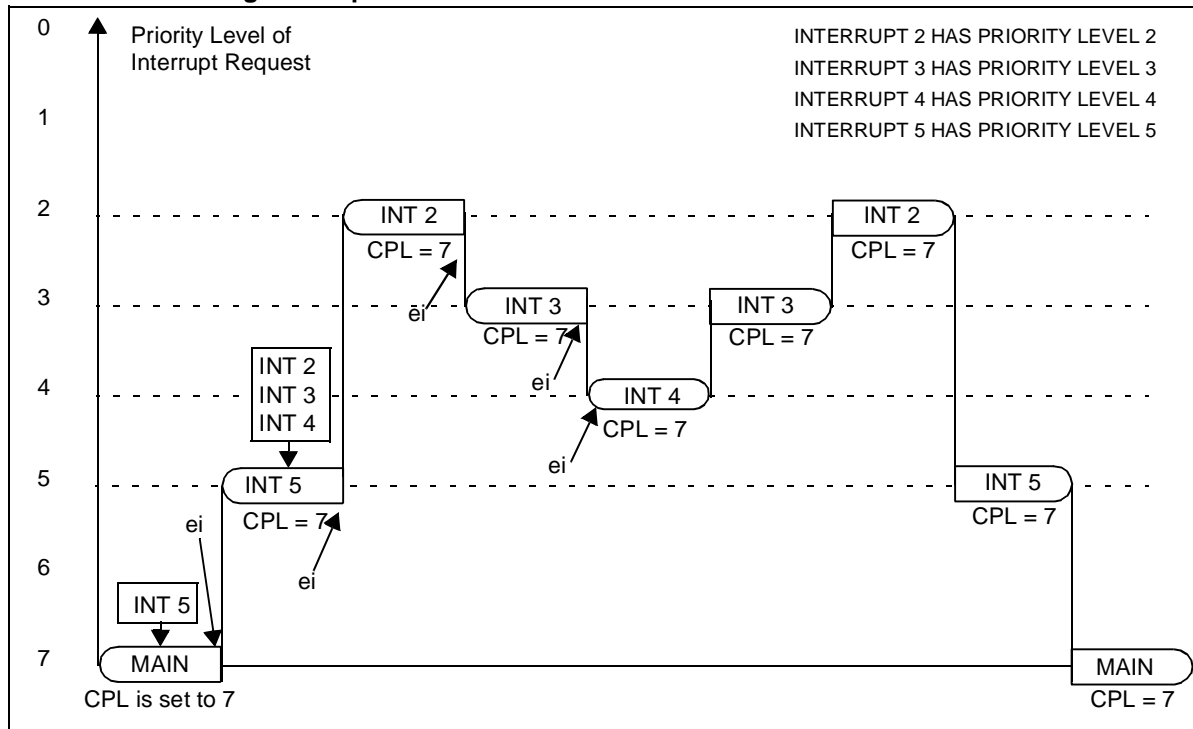 0
Priority Level of
Interrupt Request
INTERRUPT 2 HAS PRIORITY LEVEL 2
INTERRUPT 3 HAS PRIORITY LEVEL 3
INTERRUPT 4 HAS PRIORITY LEVEL 4
INTERRUPT 5 HAS PRIORITY LEVEL 5
1
2
INT 2
CPL = 7
INT 2
CPL = 7
ei
3
INT 3
CPL = 7
INT 3
CPL = 7
ei
INT 2
INT 3
INT 4
4
INT 4
CPL = 7
ei
5
INT 5
CPL = 7
INT 5
CPL = 7
ei
ei
6
INT 5
7
MAIN
CPL is set to 7
MAIN
CPL = 7